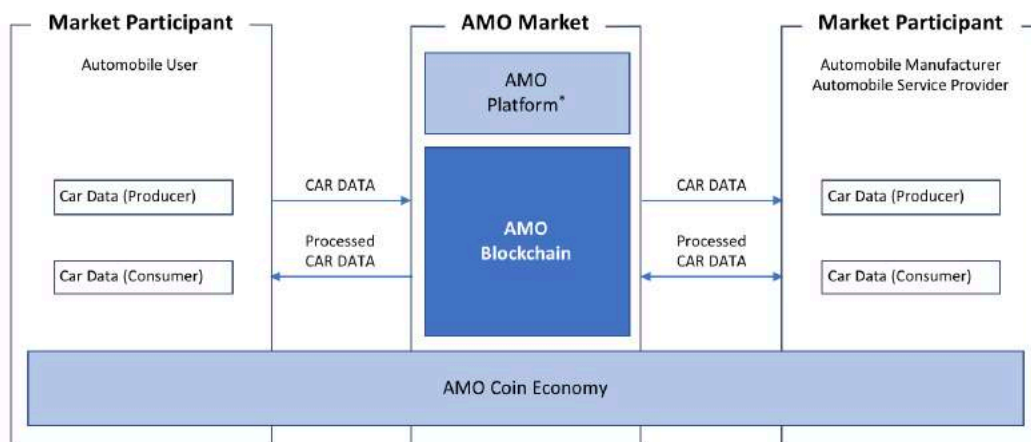 Market Participant
Automobile User
Car Data (Producer)
Car Data (Consumer)
CAR DATA
Processed
CAR DATA
AMO Market
AMO
Platform*
AMO
Blockchain
CAR DATA
Processed
CAR DATA
Market Participant
Automobile Manufacturer
Automobile Service Provider
Car Data (Producer)
Car Data (Consumer)
AMO Coin Economy